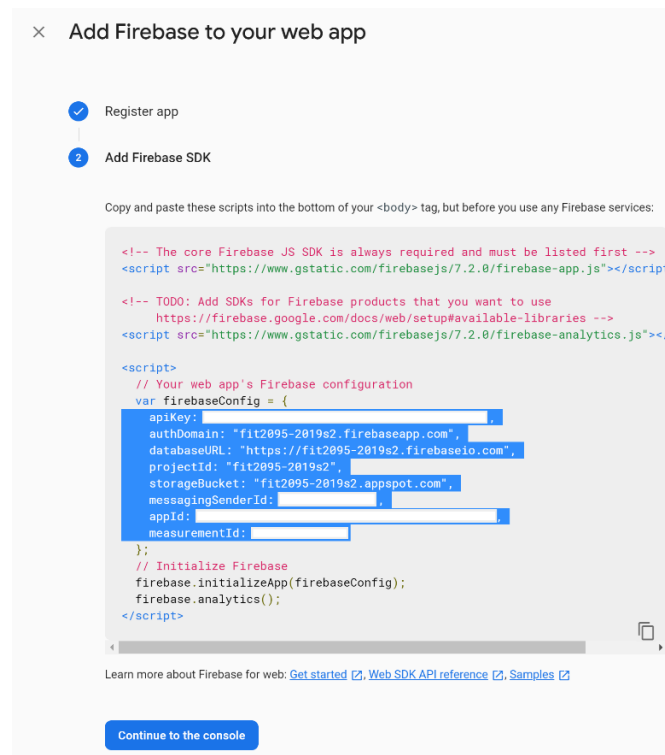 Add Firebase to your web app
Register app
2 Add Firebase SDK
Copy and paste these scripts into the bottom of your <body> tag, but before you use any Firebase services:
<!-- The core Firebase JS SDK is always required and must be listed first -->
<script src="https://www.gstatic.com/firebasejs/7.2.0/firebase-app.js"></script
<!-- TODO: Add SDKs for Firebase products that you want to use
https://firebase.google.com/docs/web/setup#available-libraries -->
<script src="https://www.gstatic.com/firebasejs/7.2.0/firebase-analytics.js"></
<script>
// Your web app's Firebase configuration
var firebaseConfig = {
apiKey: ,
authDomain: "fit2095-2019s2.firebaseapp.com",
databaseURL: "https://fit2095-2019s2.firebaseio.com",
projectId: "fit2095-2019s2",
storageBucket: "fit2095-2019s2.appspot.com",
messagingSenderId: ,
appId: ,
measurementId:
};
// Initialize Firebase
firebase.initializeApp(firebaseConfig);
firebase.analytics();
</script>
Learn more about Firebase for web: Get started, Web SDK API reference, Samples
Continue to the console